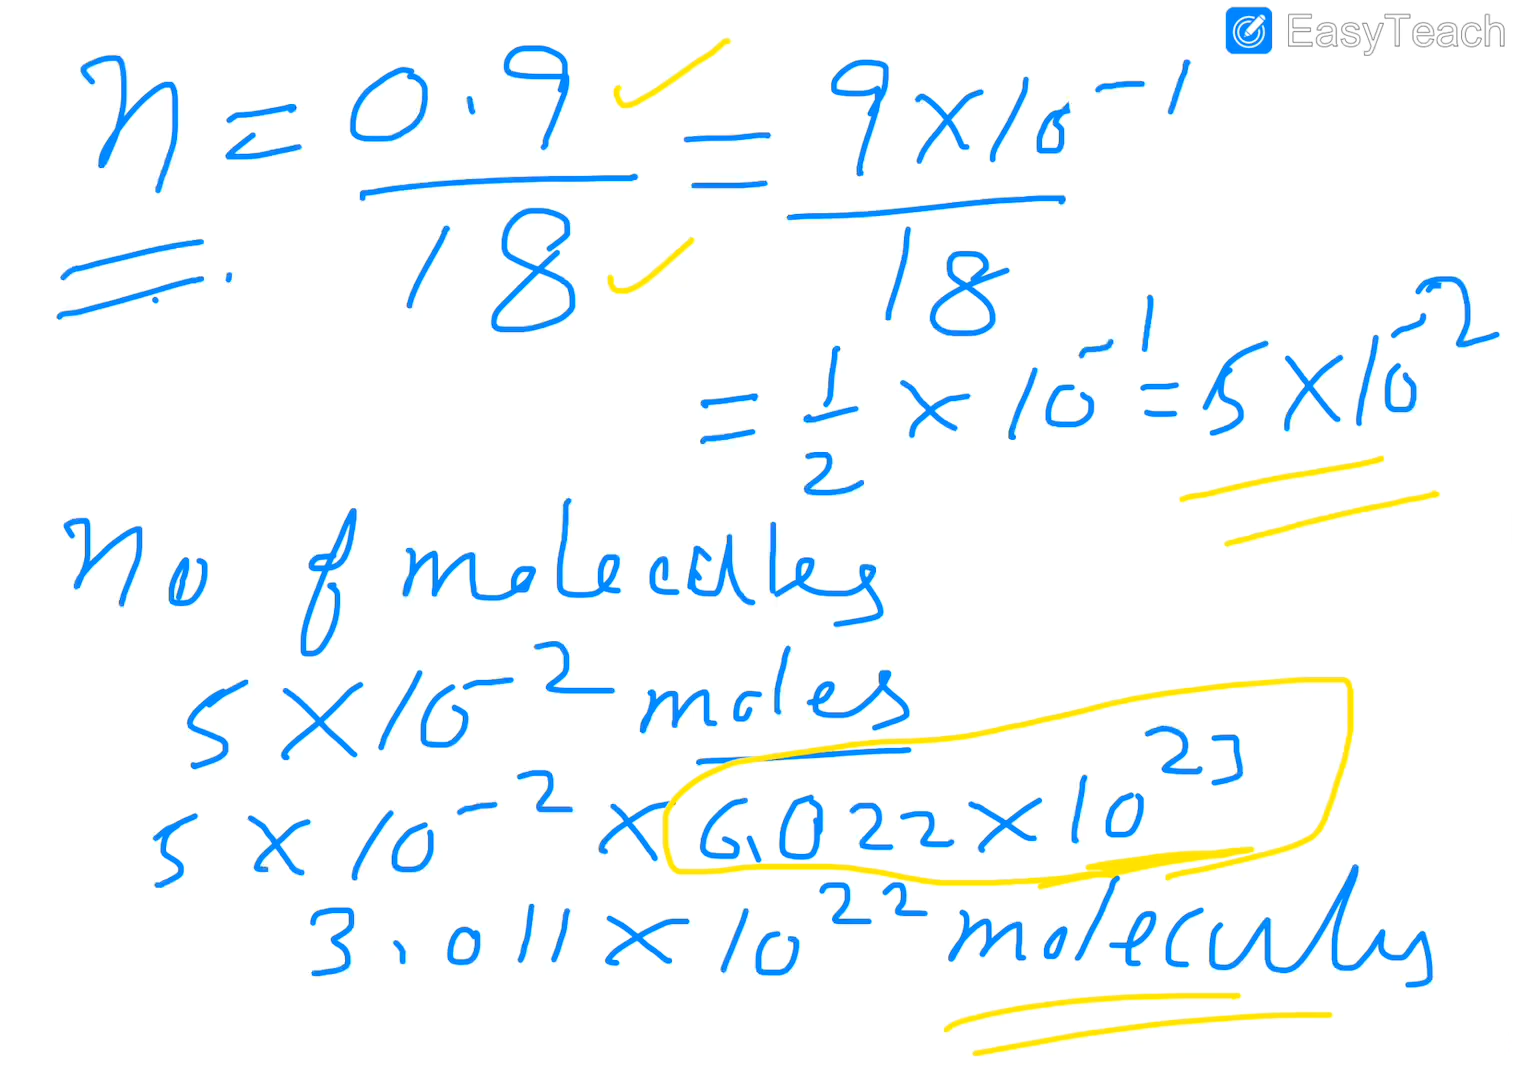 EasyTeach
n = 0.9/18 = 9×10⁻¹/18
= 1/2 × 10⁻¹ = 5×10⁻²
No of molecules
5×10⁻² moles
5×10⁻² × 6.022×10²³
3.011×10²² molecules